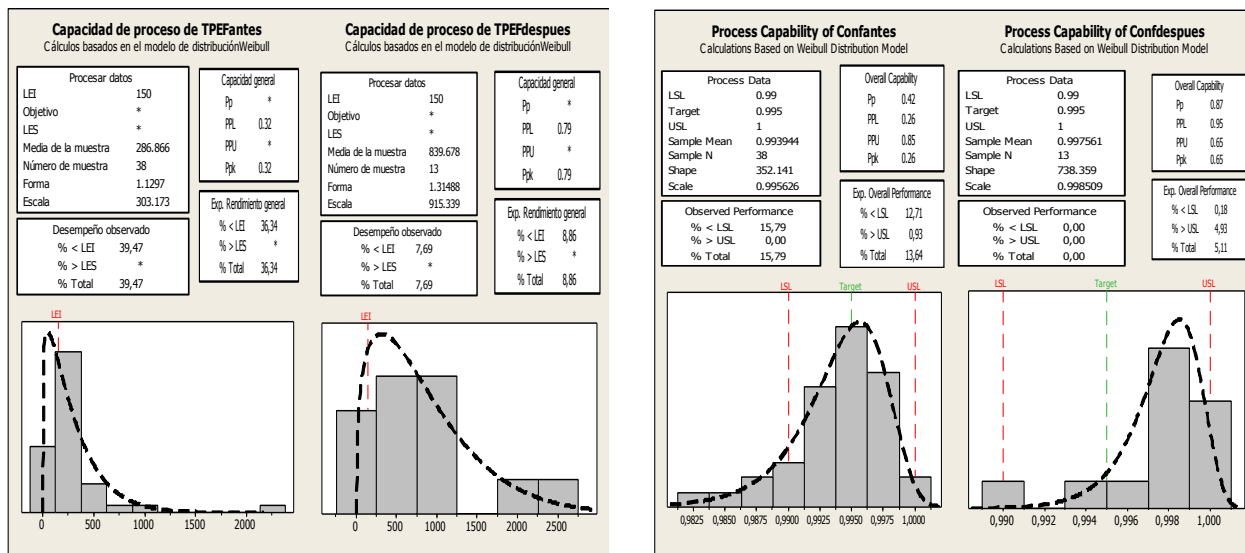 Capacidad de proceso de TPEFantes
Cálculos basados en el modelo de distribuciónWeibull
Procesar datos
LEI 150
Objetivo *
LES *
Media de la muestra 286.866
Número de muestra 38
Forma 1.1297
Escala 303.173
Capacidad general
Pp *
PPL 0.32
PPU *
Ppk 0.32
Desempeño observado
% < LEI 39,47
% > LES *
% Total 39,47
Exp. Rendimiento general
% < LEI 36,34
% > LES *
% Total 36,34
LEI
0 500 1000 1500 2000
Capacidad de proceso de TPEFdespues
Cálculos basados en el modelo de distribuciónWeibull
Procesar datos
LEI 150
Objetivo *
LES *
Media de la muestra 839.678
Número de muestra 13
Forma 1.31488
Escala 915.339
Capacidad general
Pp *
PPL 0.79
PPU *
Ppk 0.79
Desempeño observado
% < LEI 7,69
% > LES *
% Total 7,69
Exp. Rendimiento general
% < LEI 8,86
% > LES *
% Total 8,86
LEI
0 500 1000 1500 2000 2500
Process Capability of Confantes
Calculations Based on Weibull Distribution Model
Process Data
LSL 0.99
Target 0.995
USL 1
Sample Mean 0.993944
Sample N 38
Shape 352.141
Scale 0.995626
Overall Capability
Pp 0.42
PPL 0.26
PPU 0.85
Ppk 0.26
Observed Performance
% < LSL 15,79
% > USL 0,00
% Total 15,79
Exp. Overall Performance
% < LSL 12,71
% > USL 0,93
% Total 13,64
LSL Target USL
0,9825 0,9850 0,9875 0,9900 0,9925 0,9950 0,9975 1,0000
Process Capability of Confdespues
Calculations Based on Weibull Distribution Model
Process Data
LSL 0.99
Target 0.995
USL 1
Sample Mean 0.997561
Sample N 13
Shape 738.359
Scale 0.998509
Overall Capability
Pp 0.87
PPL 0.95
PPU 0.65
Ppk 0.65
Observed Performance
% < LSL 0,00
% > USL 0,00
% Total 0,00
Exp. Overall Performance
% < LSL 0,18
% > USL 4,93
% Total 5,11
LSL Target USL
0,990 0,992 0,994 0,996 0,998 1,000